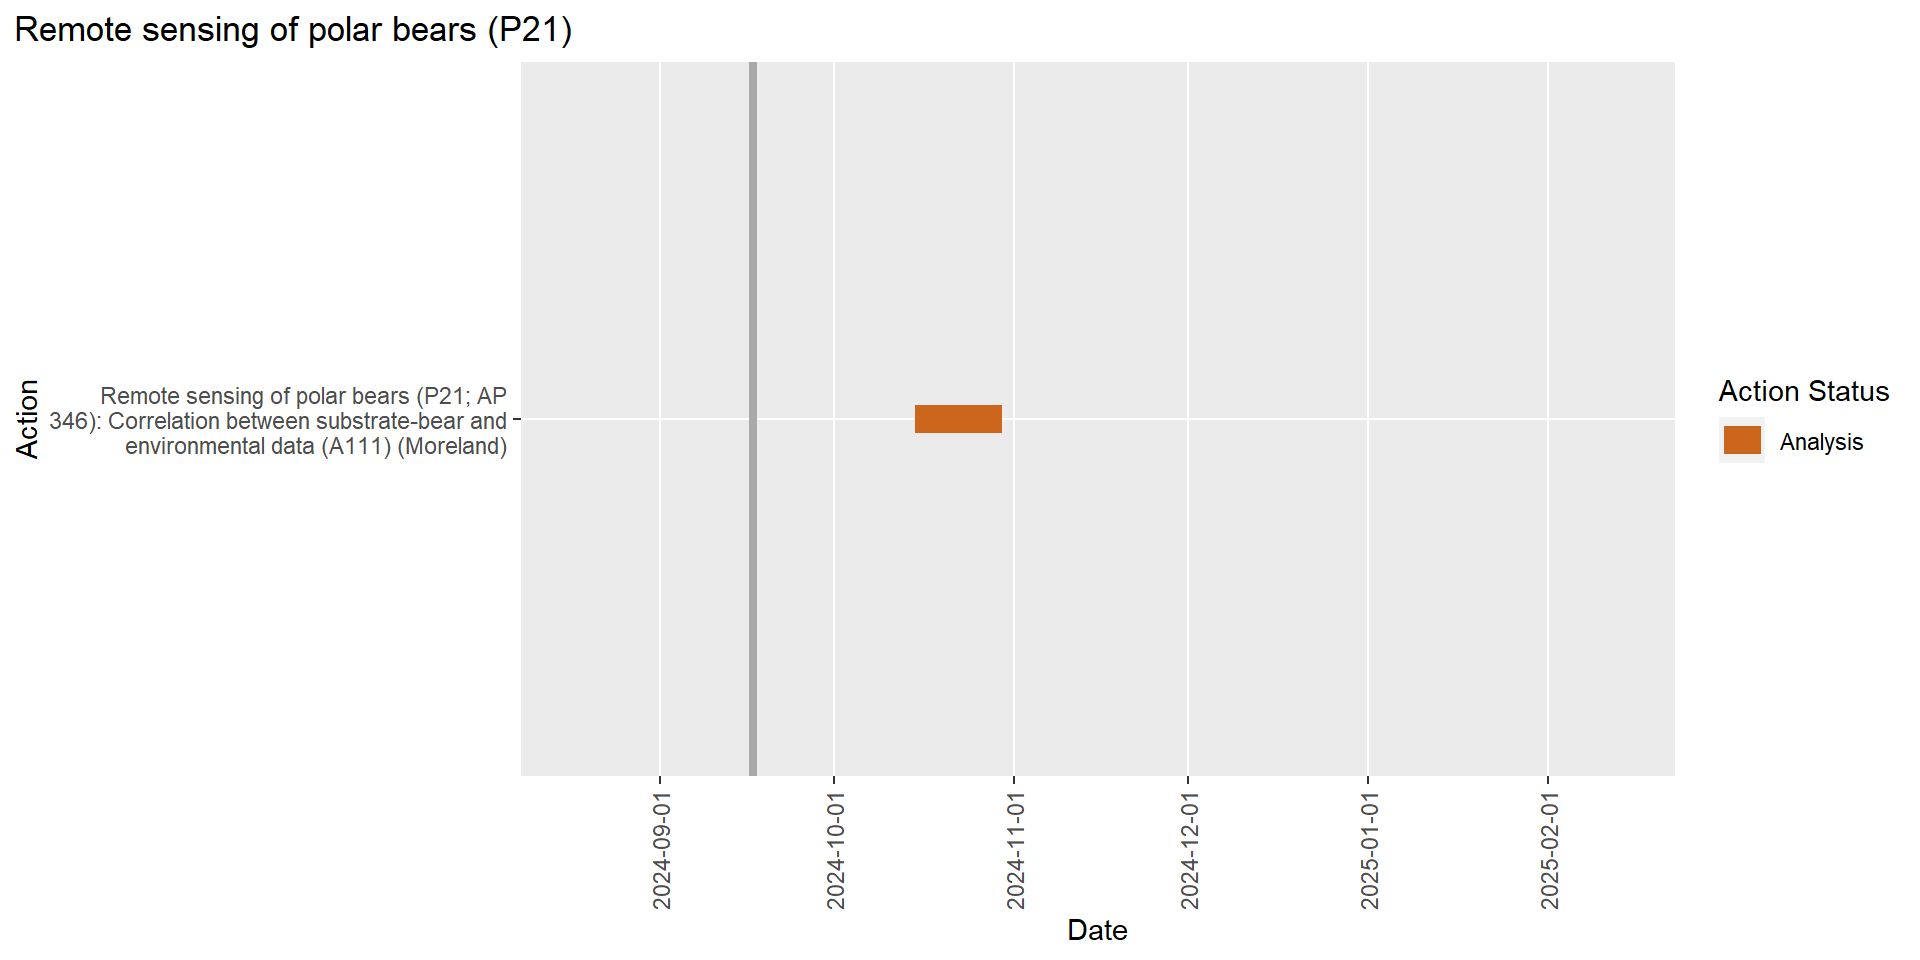 Remote sensing of polar bears (P21)
Action
Remote sensing of polar bears (P21; AP
346): Correlation between substrate-bear and
environmental data (A111) (Moreland)
Action Status
Analysis
2024-09-01
2024-10-01
2024-11-01
2024-12-01
2025-01-01
2025-02-01
Date